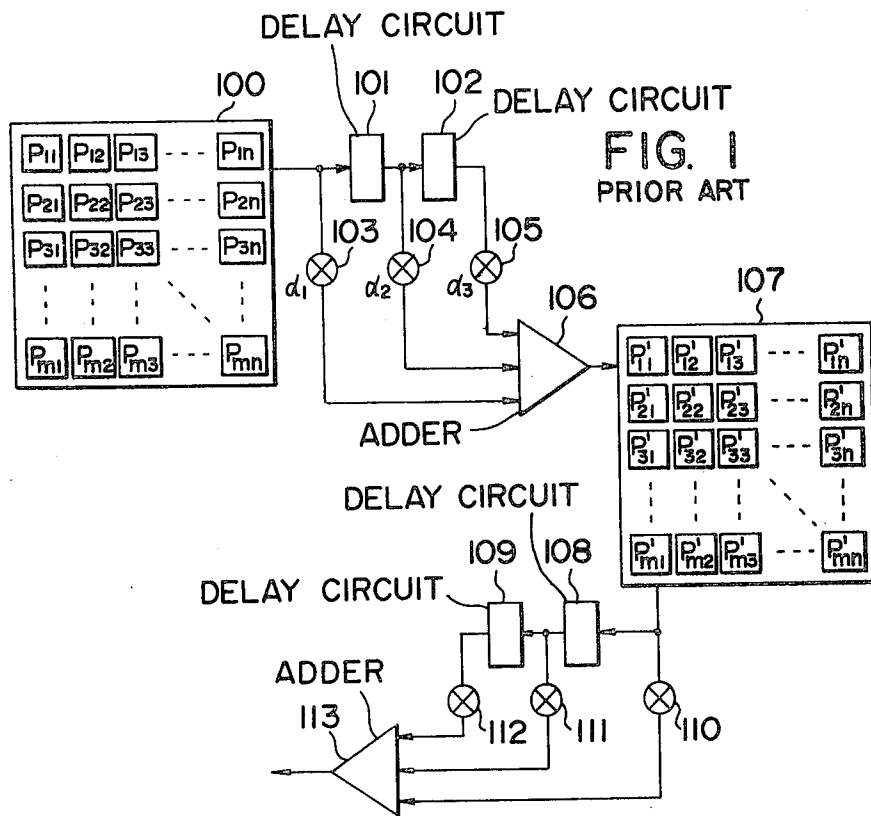 DELAY CIRCUIT
100
101
102
DELAY CIRCUIT
FIG. 1
PRIOR ART
P11 P12 P13 ---- P1n
P21 P22 P23 ---- P2n
P31 P32 P33 --- P3n
Pm1 Pm2 Pm3 ---- Pmn
103
104
105
α1
α2
α3
106
107
ADDER
P'11 P'12 P'13 ---- P'1n
P'21 P'22 P'23 --- P'2n
P'31 P'32 P'33 --- P'3n
P'm1 P'm2 P'm3 ---- P'mn
DELAY CIRCUIT
109
108
DELAY CIRCUIT
ADDER
113
112
111
110